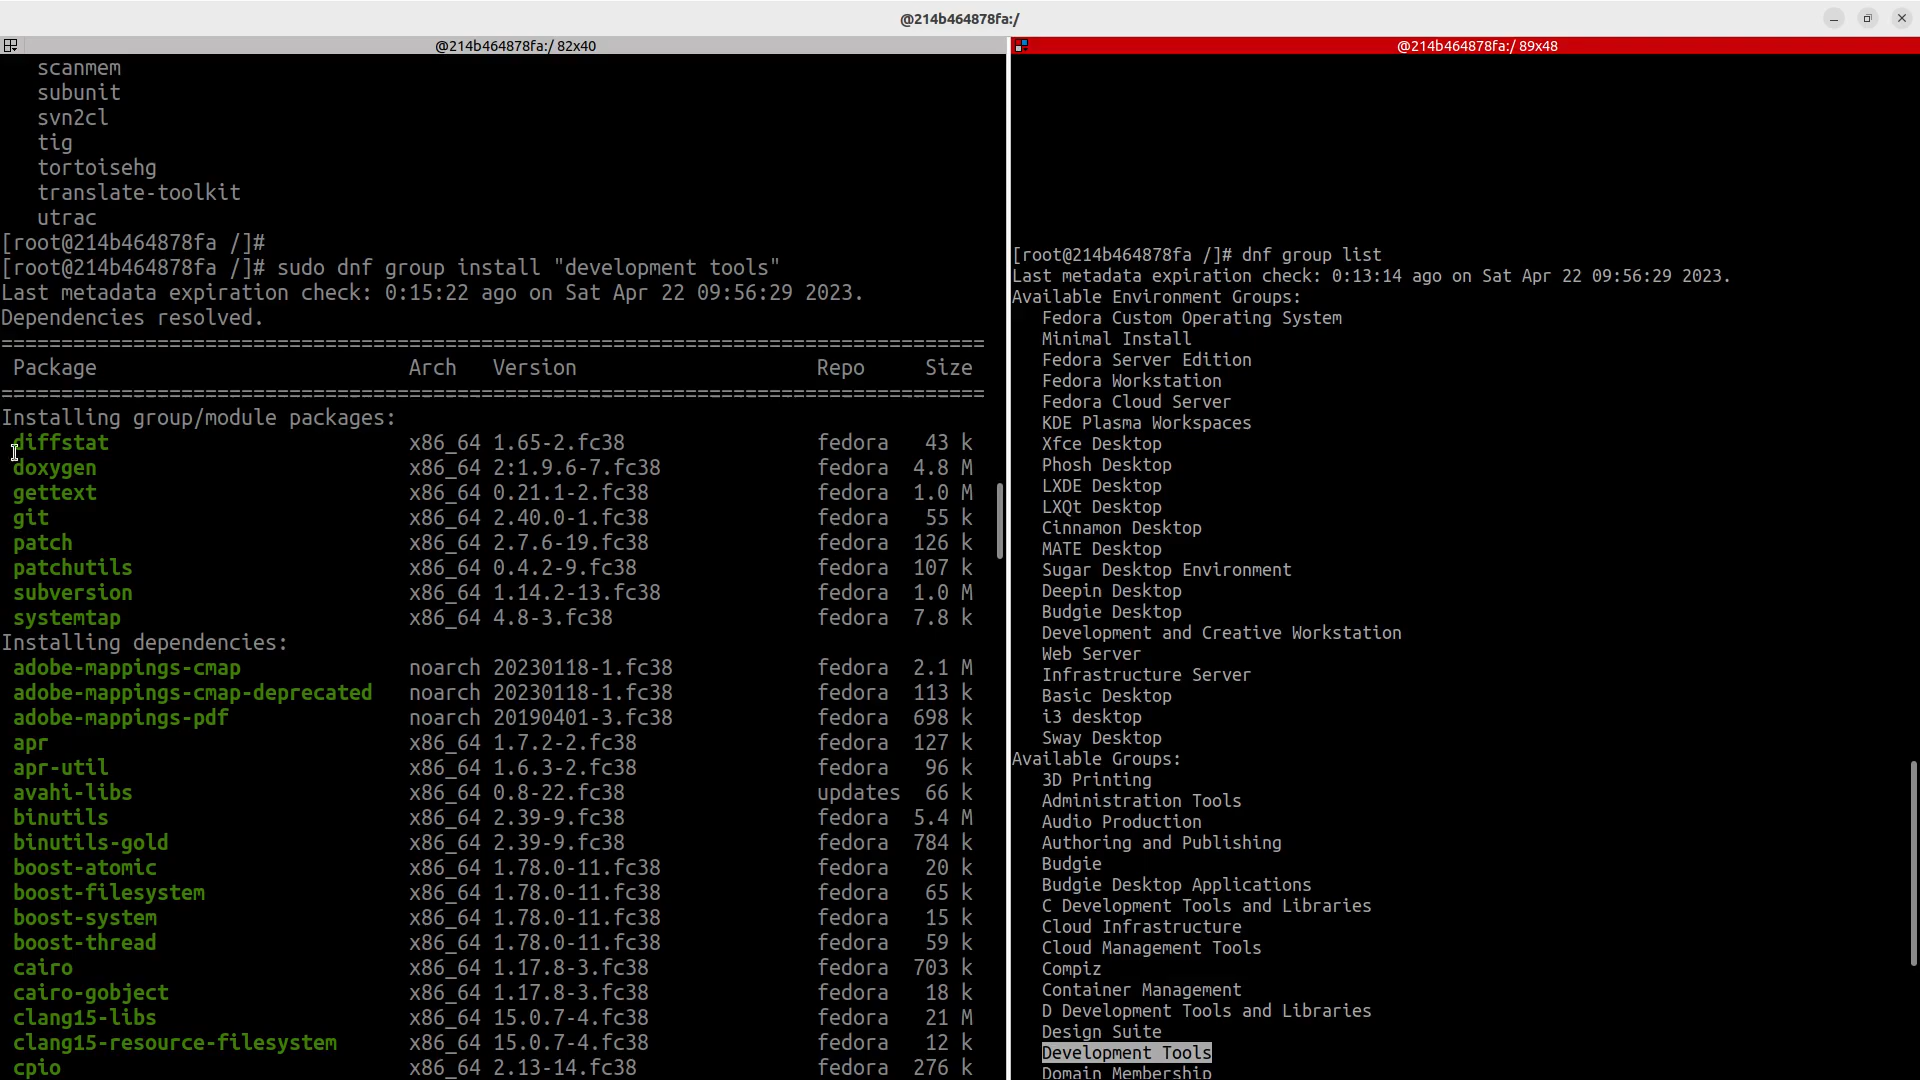 @214b464878fa:/
@214b464878fa:/ 82x40
scanmem
subunit
svn2cl
tig
tortoisehg
translate-toolkit
utrac
[root@214b464878fa /]#
[root@214b464878fa /]# sudo dnf group install "development tools"
Last metadata expiration check: 0:15:22 ago on Sat Apr 22 09:56:29 2023.
Dependencies resolved.
================================================================================
Package Arch Version Repo Size
================================================================================
Installing group/module packages:
diffstat x86_64 1.65-2.fc38 fedora 43 k
doxygen x86_64 2:1.9.6-7.fc38 fedora 4.8 M
gettext x86_64 0.21.1-2.fc38 fedora 1.0 M
git x86_64 2.40.0-1.fc38 fedora 55 k
patch x86_64 2.7.6-19.fc38 fedora 126 k
patchutils x86_64 0.4.2-9.fc38 fedora 107 k
subversion x86_64 1.14.2-13.fc38 fedora 1.0 M
systemtap x86_64 4.8-3.fc38 fedora 7.8 k
Installing dependencies:
adobe-mappings-cmap noarch 20230118-1.fc38 fedora 2.1 M
adobe-mappings-cmap-deprecated noarch 20230118-1.fc38 fedora 113 k
adobe-mappings-pdf noarch 20190401-3.fc38 fedora 698 k
apr x86_64 1.7.2-2.fc38 fedora 127 k
apr-util x86_64 1.6.3-2.fc38 fedora 96 k
avahi-libs x86_64 0.8-22.fc38 updates 66 k
binutils x86_64 2.39-9.fc38 fedora 5.4 M
binutils-gold x86_64 2.39-9.fc38 fedora 784 k
boost-atomic x86_64 1.78.0-11.fc38 fedora 20 k
boost-filesystem x86_64 1.78.0-11.fc38 fedora 65 k
boost-system x86_64 1.78.0-11.fc38 fedora 15 k
boost-thread x86_64 1.78.0-11.fc38 fedora 59 k
cairo x86_64 1.17.8-3.fc38 fedora 703 k
cairo-gobject x86_64 1.17.8-3.fc38 fedora 18 k
clang15-libs x86_64 15.0.7-4.fc38 fedora 21 M
clang15-resource-filesystem x86_64 15.0.7-4.fc38 fedora 12 k
cpio x86_64 2.13-14.fc38 fedora 276 k
@214b464878fa:/ 89x48
[root@214b464878fa /]# dnf group list
Last metadata expiration check: 0:13:14 ago on Sat Apr 22 09:56:29 2023.
Available Environment Groups:
Fedora Custom Operating System
Minimal Install
Fedora Server Edition
Fedora Workstation
Fedora Cloud Server
KDE Plasma Workspaces
Xfce Desktop
Phosh Desktop
LXDE Desktop
LXQt Desktop
Cinnamon Desktop
MATE Desktop
Sugar Desktop Environment
Deepin Desktop
Budgie Desktop
Development and Creative Workstation
Web Server
Infrastructure Server
Basic Desktop
i3 desktop
Sway Desktop
Available Groups:
3D Printing
Administration Tools
Audio Production
Authoring and Publishing
Budgie
Budgie Desktop Applications
C Development Tools and Libraries
Cloud Infrastructure
Cloud Management Tools
Compiz
Container Management
D Development Tools and Libraries
Design Suite
Development Tools
Domain Membership